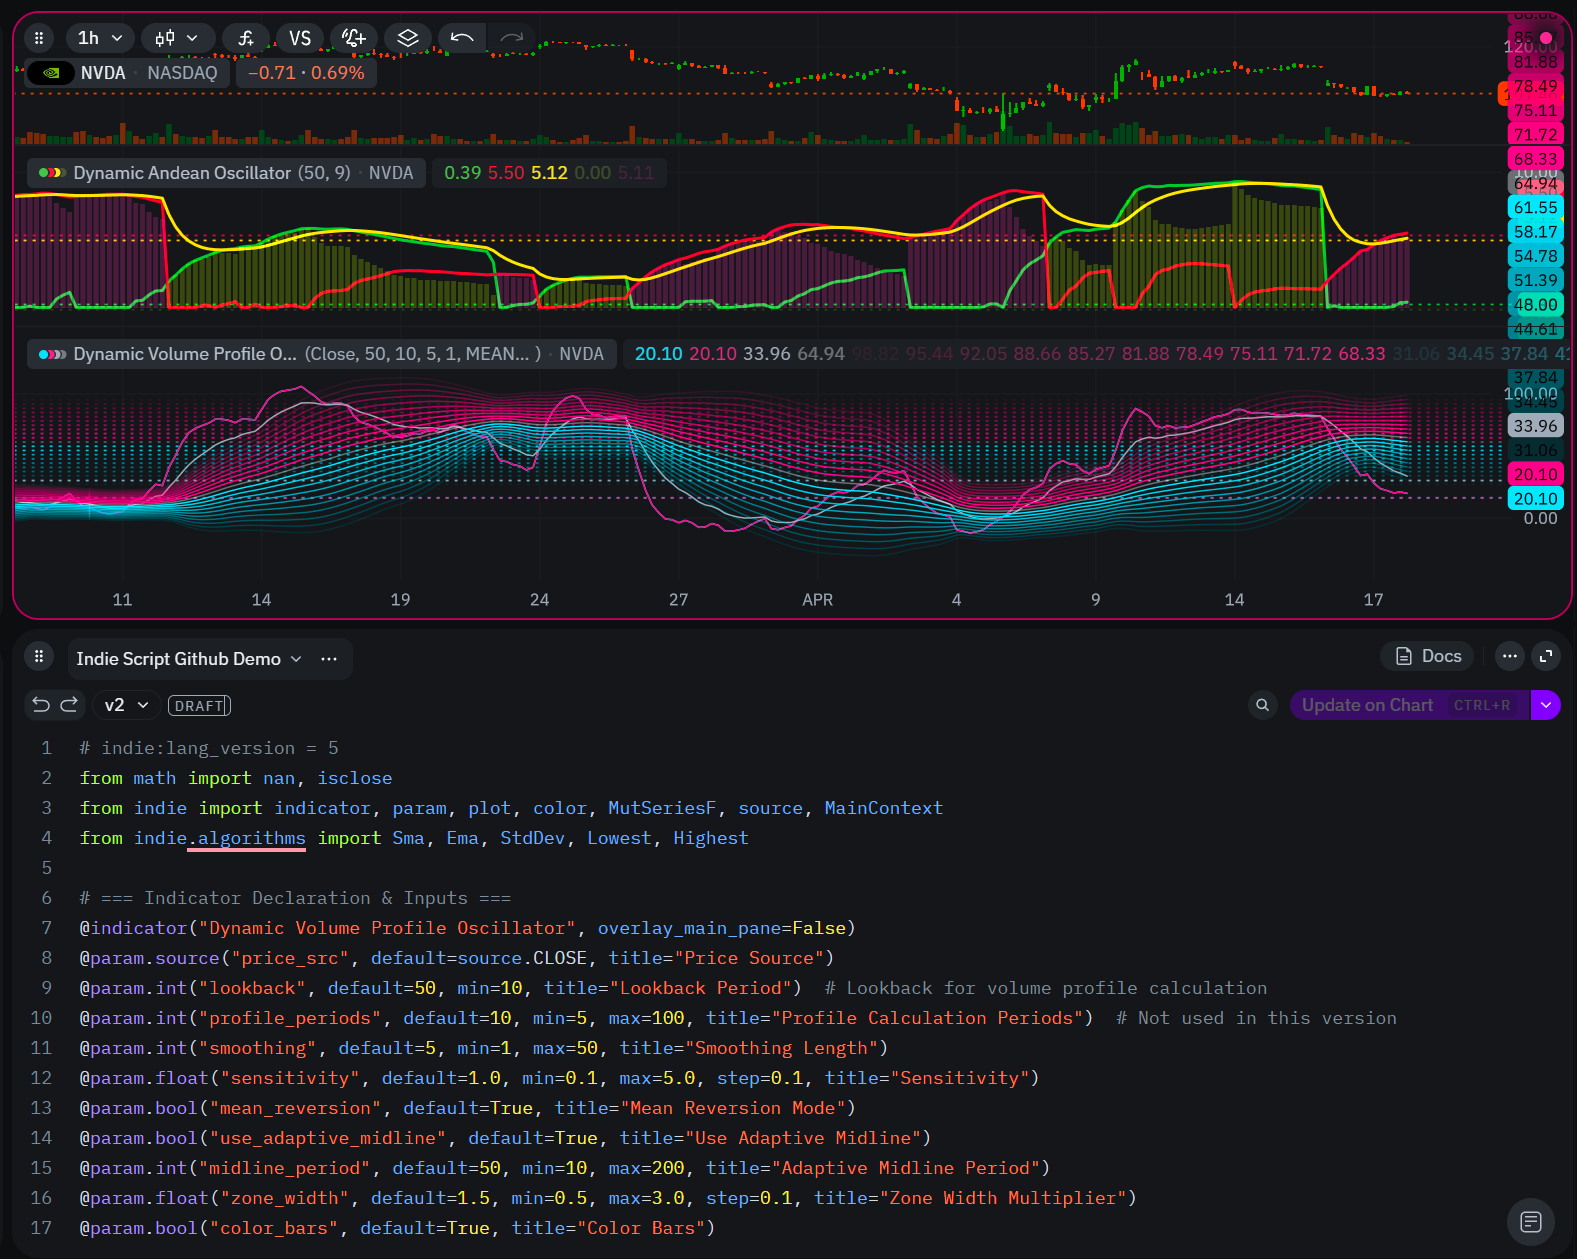 1h
VS
NVDA · NASDAQ −0.71 · 0.69%
120.00
81.88
78.49
75.11
71.72
68.33
Dynamic Andean Oscillator (50, 9) · NVDA 0.39 5.50 5.12 0.00 5.11
10.00
64.94
61.55
58.17
54.78
51.39
48.00
44.61
Dynamic Volume Profile O... (Close, 50, 10, 5, 1, MEAN... ) · NVDA 20.10 20.10 33.96 64.94 98.82 95.44 92.05 88.66 85.27 81.88 78.49 75.11 71.72 68.33 31.06 34.45 37.84
37.84
100.00
34.45
33.96
31.06
20.10
20.10
0.00
11 14 19 24 27 APR 4 9 14 17
Indie Script Github Demo
Docs
v2 DRAFT
Update on Chart CTRL+R
1 # indie:lang_version = 5
2 from math import nan, isclose
3 from indie import indicator, param, plot, color, MutSeriesF, source, MainContext
4 from indie.algorithms import Sma, Ema, StdDev, Lowest, Highest
5
6 # === Indicator Declaration & Inputs ===
7 @indicator("Dynamic Volume Profile Oscillator", overlay_main_pane=False)
8 @param.source("price_src", default=source.CLOSE, title="Price Source")
9 @param.int("lookback", default=50, min=10, title="Lookback Period")  # Lookback for volume profile calculation
10 @param.int("profile_periods", default=10, min=5, max=100, title="Profile Calculation Periods")  # Not used in this version
11 @param.int("smoothing", default=5, min=1, max=50, title="Smoothing Length")
12 @param.float("sensitivity", default=1.0, min=0.1, max=5.0, step=0.1, title="Sensitivity")
13 @param.bool("mean_reversion", default=True, title="Mean Reversion Mode")
14 @param.bool("use_adaptive_midline", default=True, title="Use Adaptive Midline")
15 @param.int("midline_period", default=50, min=10, max=200, title="Adaptive Midline Period")
16 @param.float("zone_width", default=1.5, min=0.5, max=3.0, step=0.1, title="Zone Width Multiplier")
17 @param.bool("color_bars", default=True, title="Color Bars")